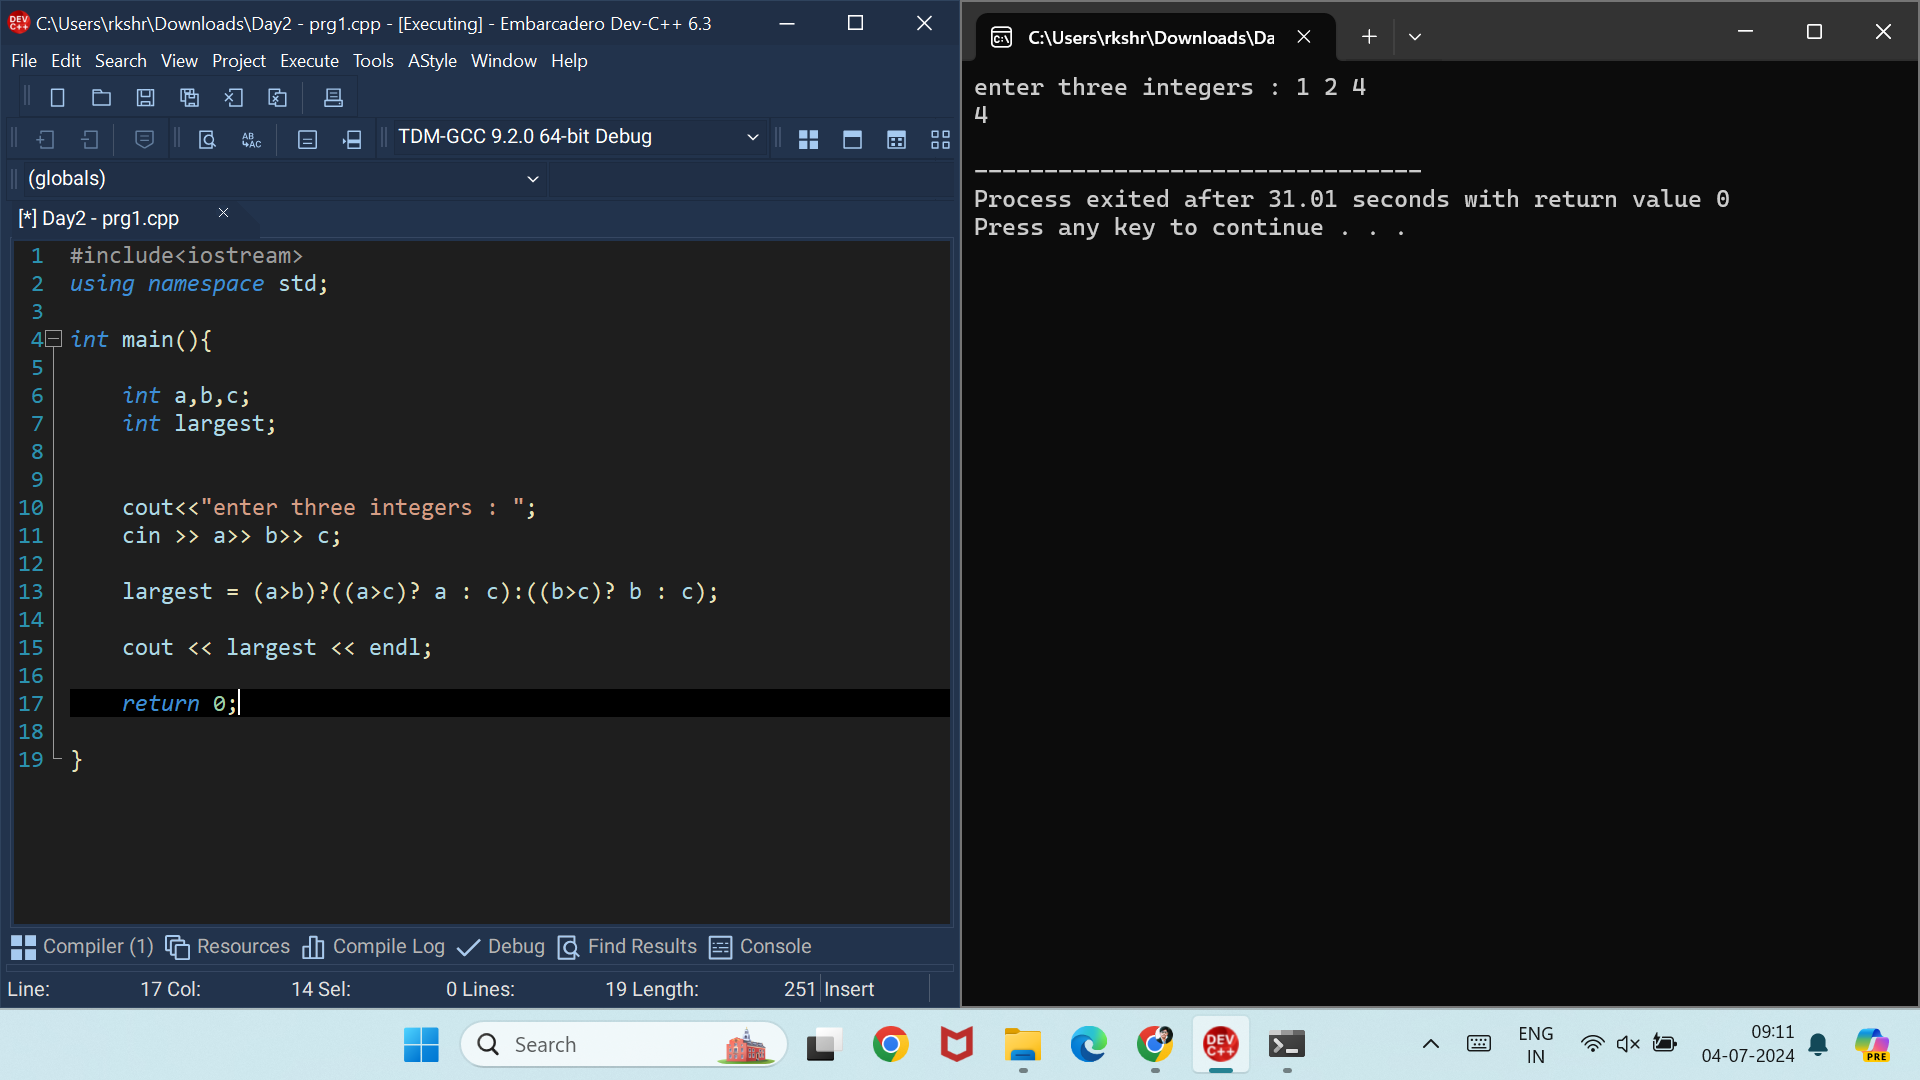 C:\Users\rkshr\Downloads\Day2 - prg1.cpp - [Executing] - Embarcadero Dev-C++ 6.3
File Edit Search View Project Execute Tools AStyle Window Help
TDM-GCC 9.2.0 64-bit Debug
(globals)
[*] Day2 - prg1.cpp
1 #include<iostream>
2 using namespace std;
3
4 int main(){
5
6 int a,b,c;
7 int largest;
8
9
10 cout<<"enter three integers : ";
11 cin >> a>> b>> c;
12
13 largest = (a>b)?((a>c)? a : c):((b>c)? b : c);
14
15 cout << largest << endl;
16
17 return 0;
18
19 }
Compiler (1) Resources Compile Log Debug Find Results Console
Line: 17 Col: 14 Sel: 0 Lines: 19 Length: 251 Insert
C:\Users\rkshr\Downloads\Da
enter three integers : 1 2 4
4
--------------------------------
Process exited after 31.01 seconds with return value 0
Press any key to continue . . .
Search
DEV C++
ENG
IN
09:11
04-07-2024
PRE